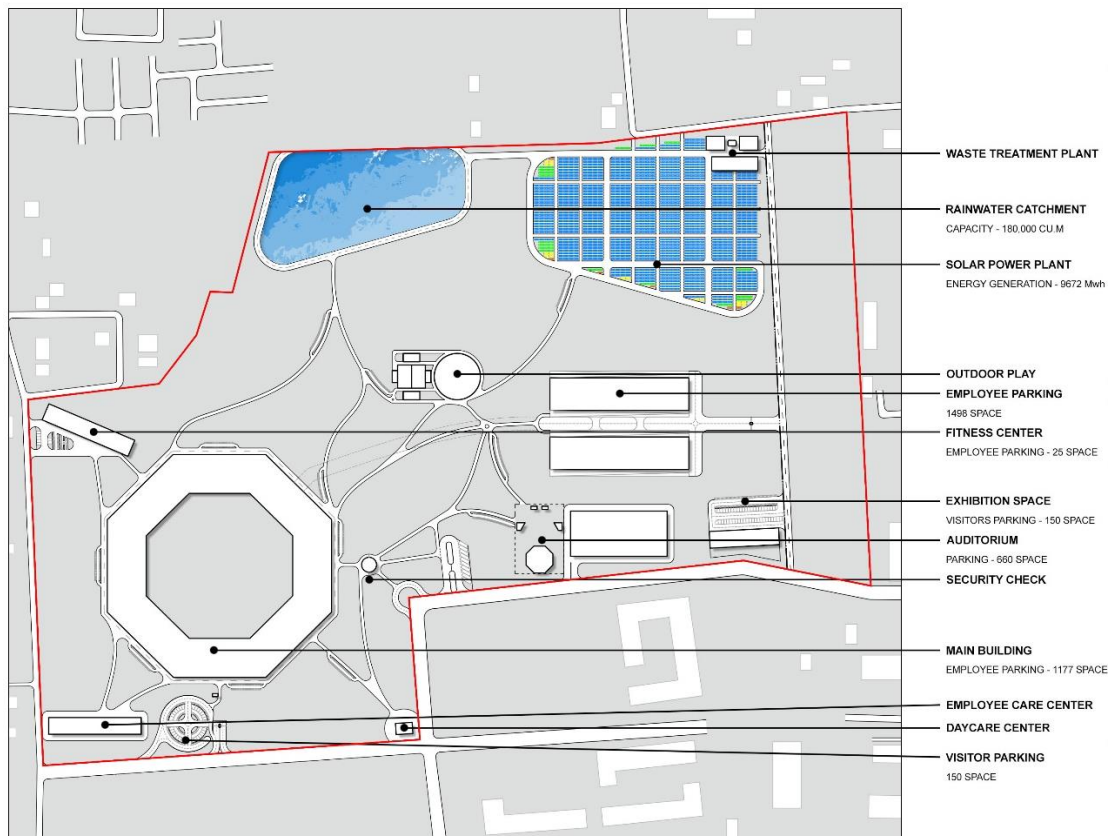 WASTE TREATMENT PLANT
RAINWATER CATCHMENT
CAPACITY - 180,000 CU.M
SOLAR POWER PLANT
ENERGY GENERATION - 9672 Mwh
OUTDOOR PLAY
EMPLOYEE PARKING
1498 SPACE
FITNESS CENTER
EMPLOYEE PARKING - 25 SPACE
EXHIBITION SPACE
VISITORS PARKING - 150 SPACE
AUDITORIUM
PARKING - 660 SPACE
SECURITY CHECK
MAIN BUILDING
EMPLOYEE PARKING - 1177 SPACE
EMPLOYEE CARE CENTER
DAYCARE CENTER
VISITOR PARKING
150 SPACE